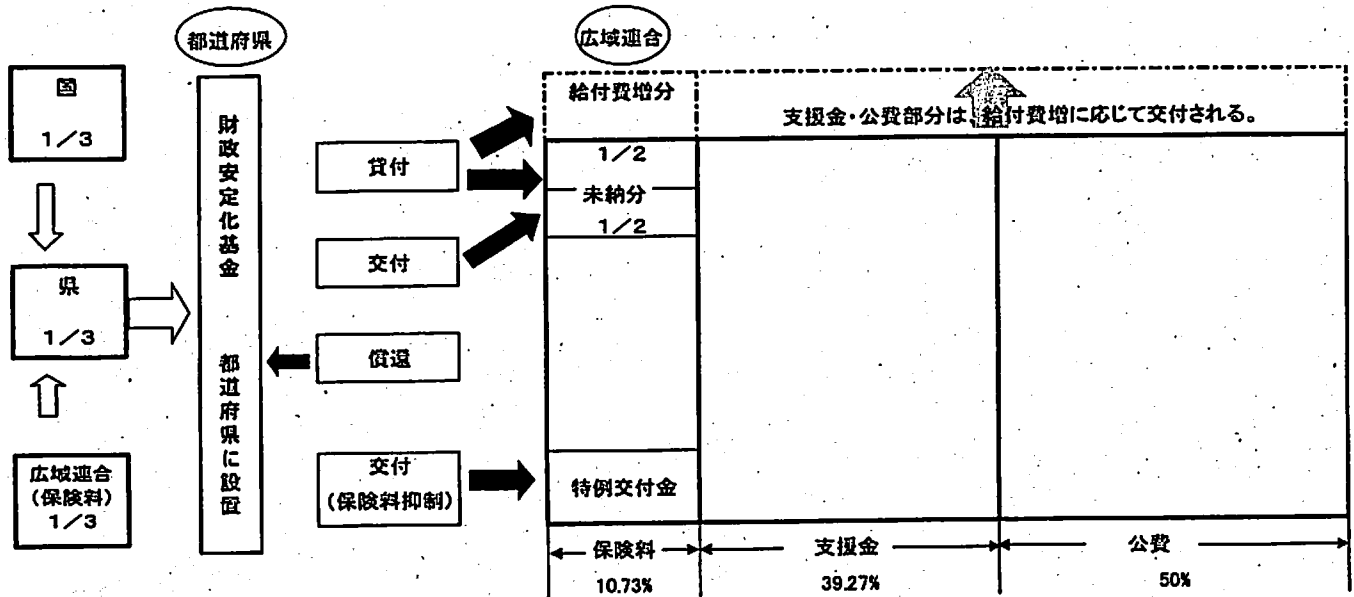 都道府県
広域連合
国
1/3
県
1/3
広域連合
(保険料)
1/3
財政安定化基金 都道府県に設置
貸付
交付
償還
交付
(保険料抑制)
給付費増分
支援金・公費部分は、給付費増に応じて交付される。
1/2
未納分
1/2
特例交付金
保険料
支援金
公費
10.73%
39.27%
50%